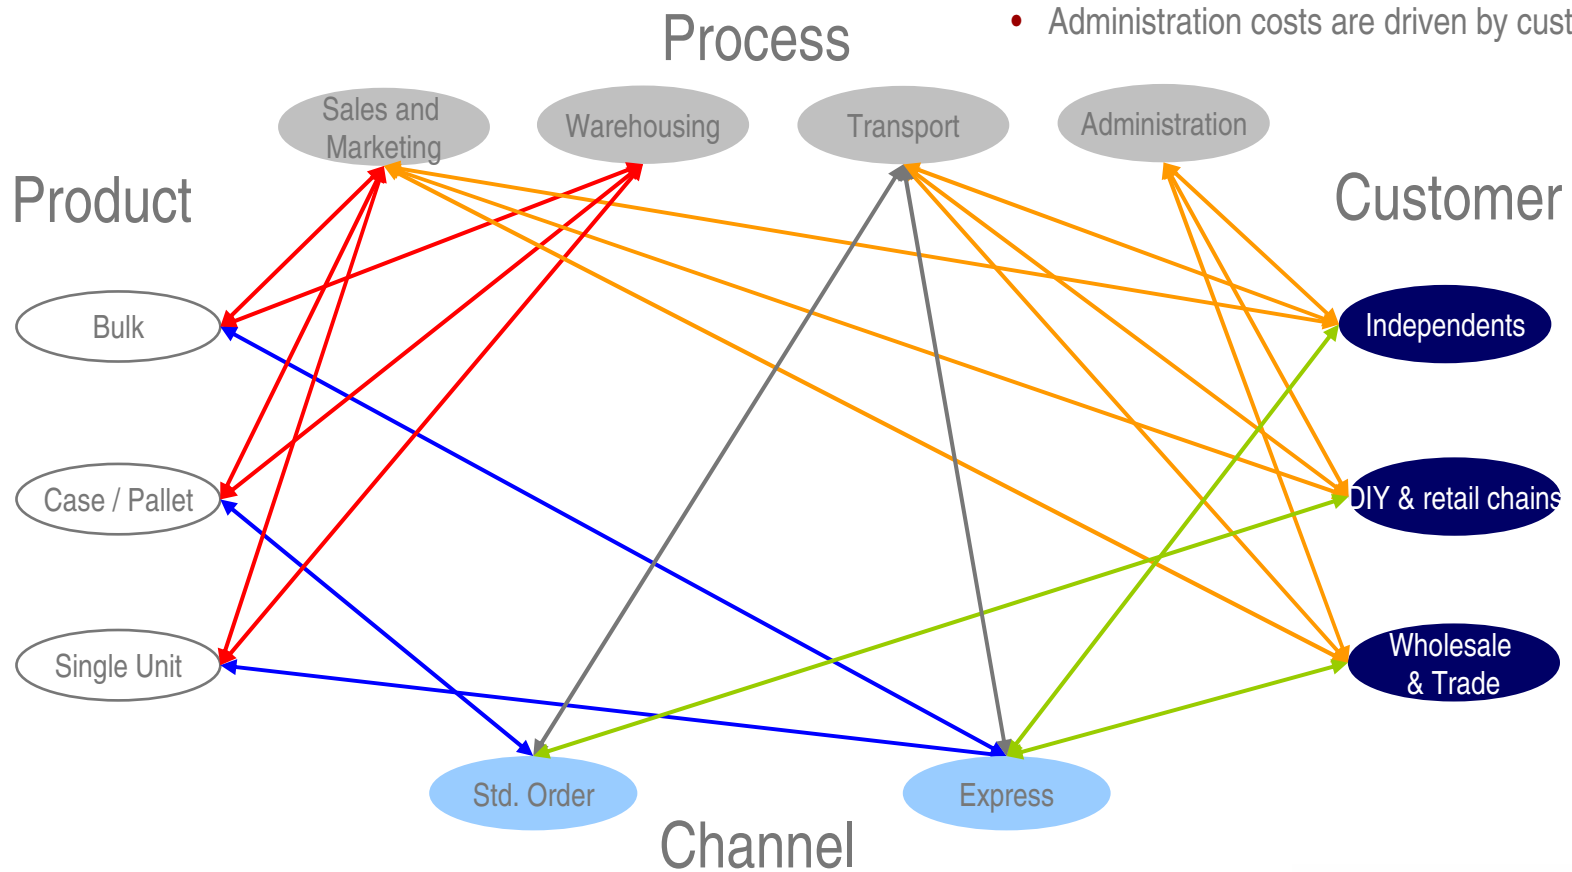 Process
• Administration costs are driven by cust
Sales and
Marketing
Warehousing
Transport
Administration
Product
Customer
Bulk
Independents
Case / Pallet
DIY & retail chains
Single Unit
Wholesale
& Trade
Std. Order
Express
Channel